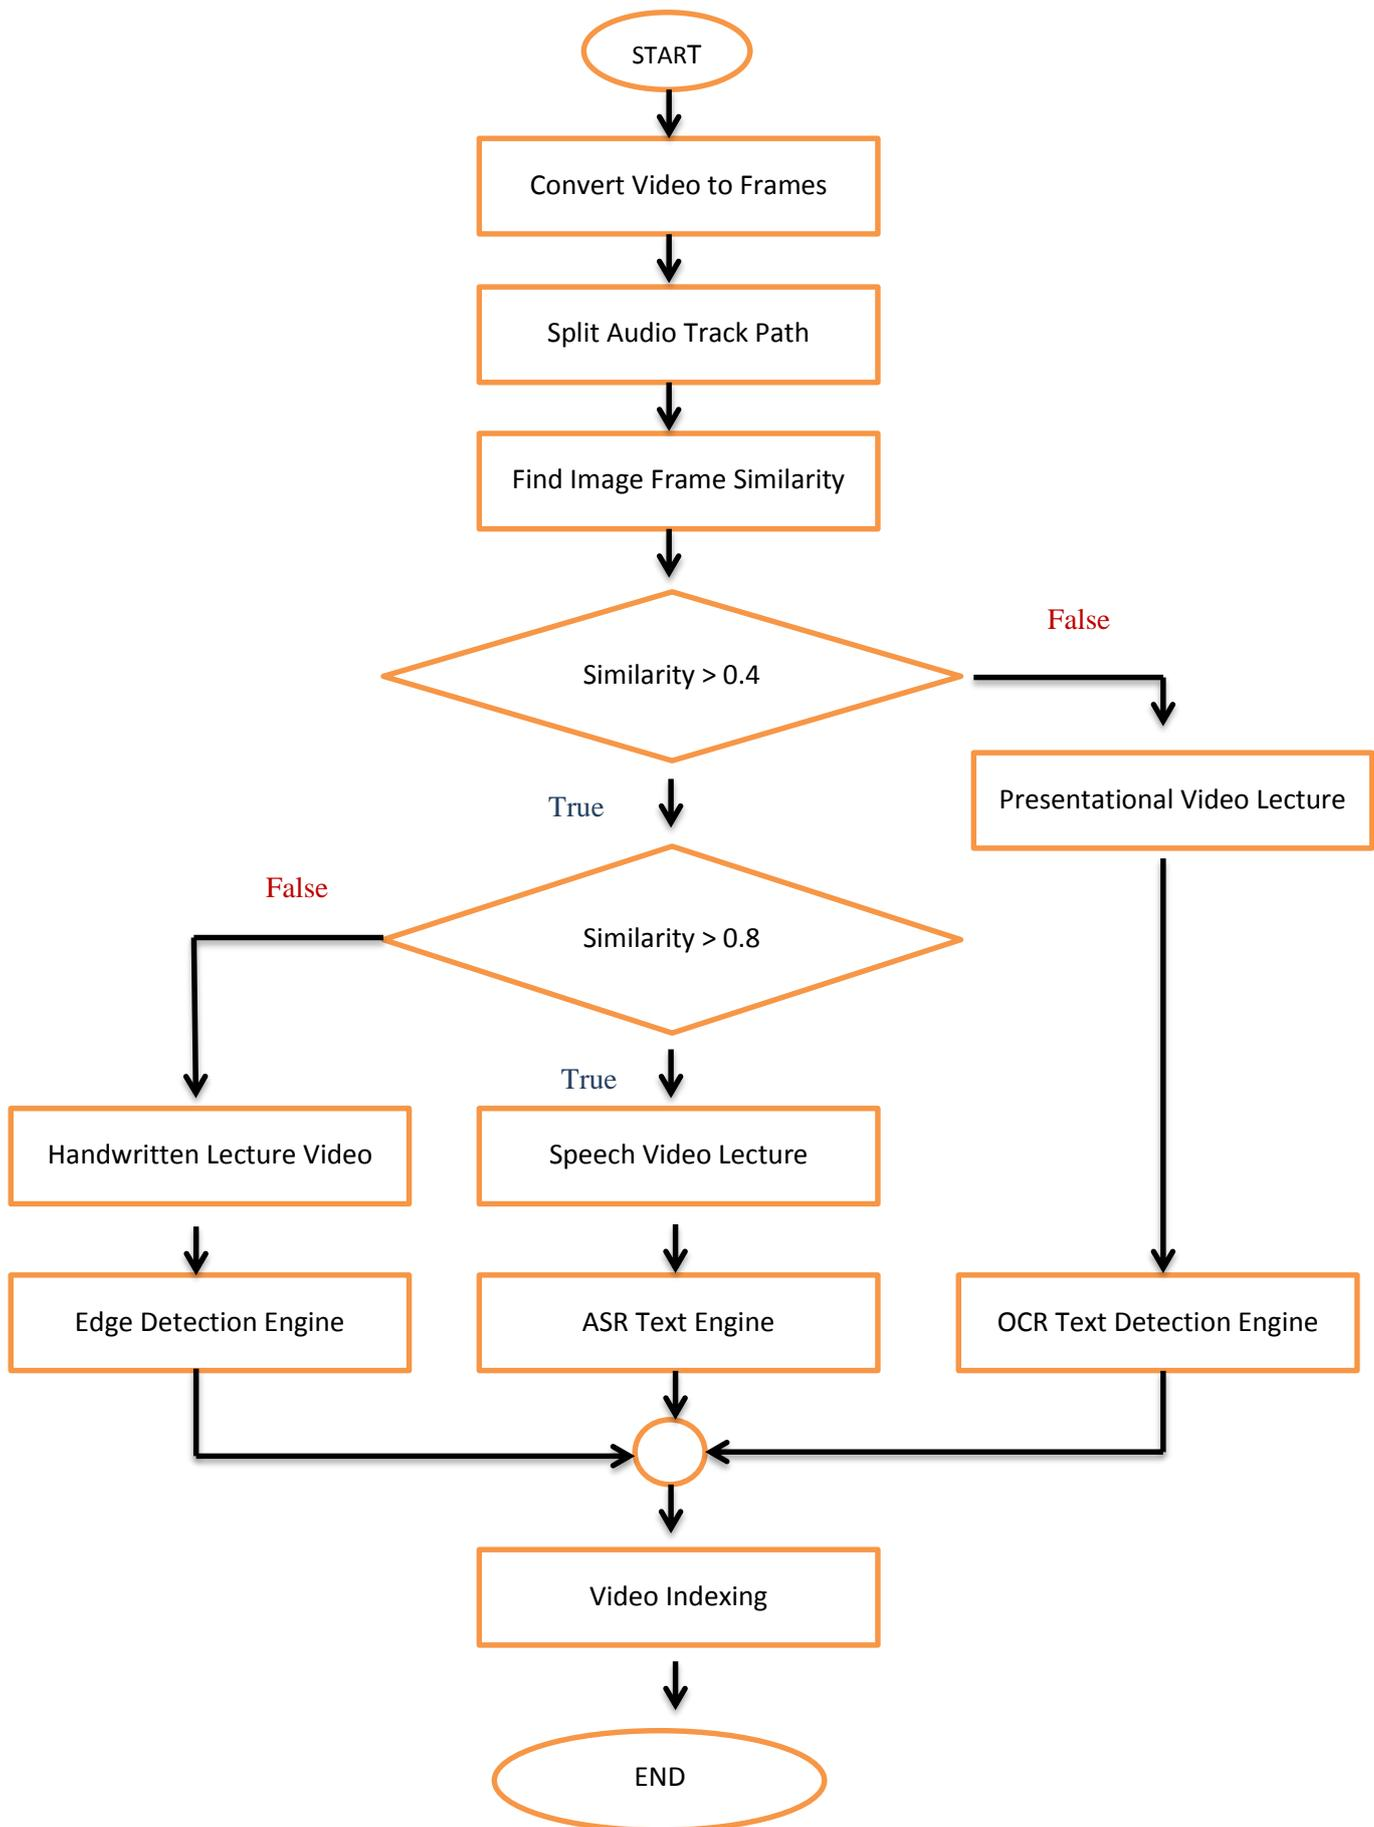 START
Convert Video to Frames
Split Audio Track Path
Find Image Frame Similarity
False
Similarity > 0.4
Presentational Video Lecture
True
False
Similarity > 0.8
True
Handwritten Lecture Video
Speech Video Lecture
Edge Detection Engine
ASR Text Engine
OCR Text Detection Engine
Video Indexing
END